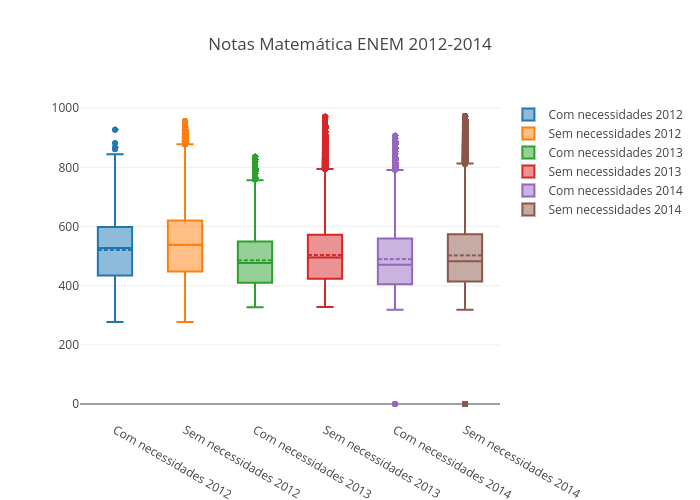 Notas Matemática ENEM 2012-2014
1000
800
600
400
200
0
Com necessidades 2012
Sem necessidades 2012
Com necessidades 2013
Sem necessidades 2013
Com necessidades 2014
Sem necessidades 2014
Com necessidades 2012
Sem necessidades 2012
Com necessidades 2013
Sem necessidades 2013
Com necessidades 2014
Sem necessidades 2014